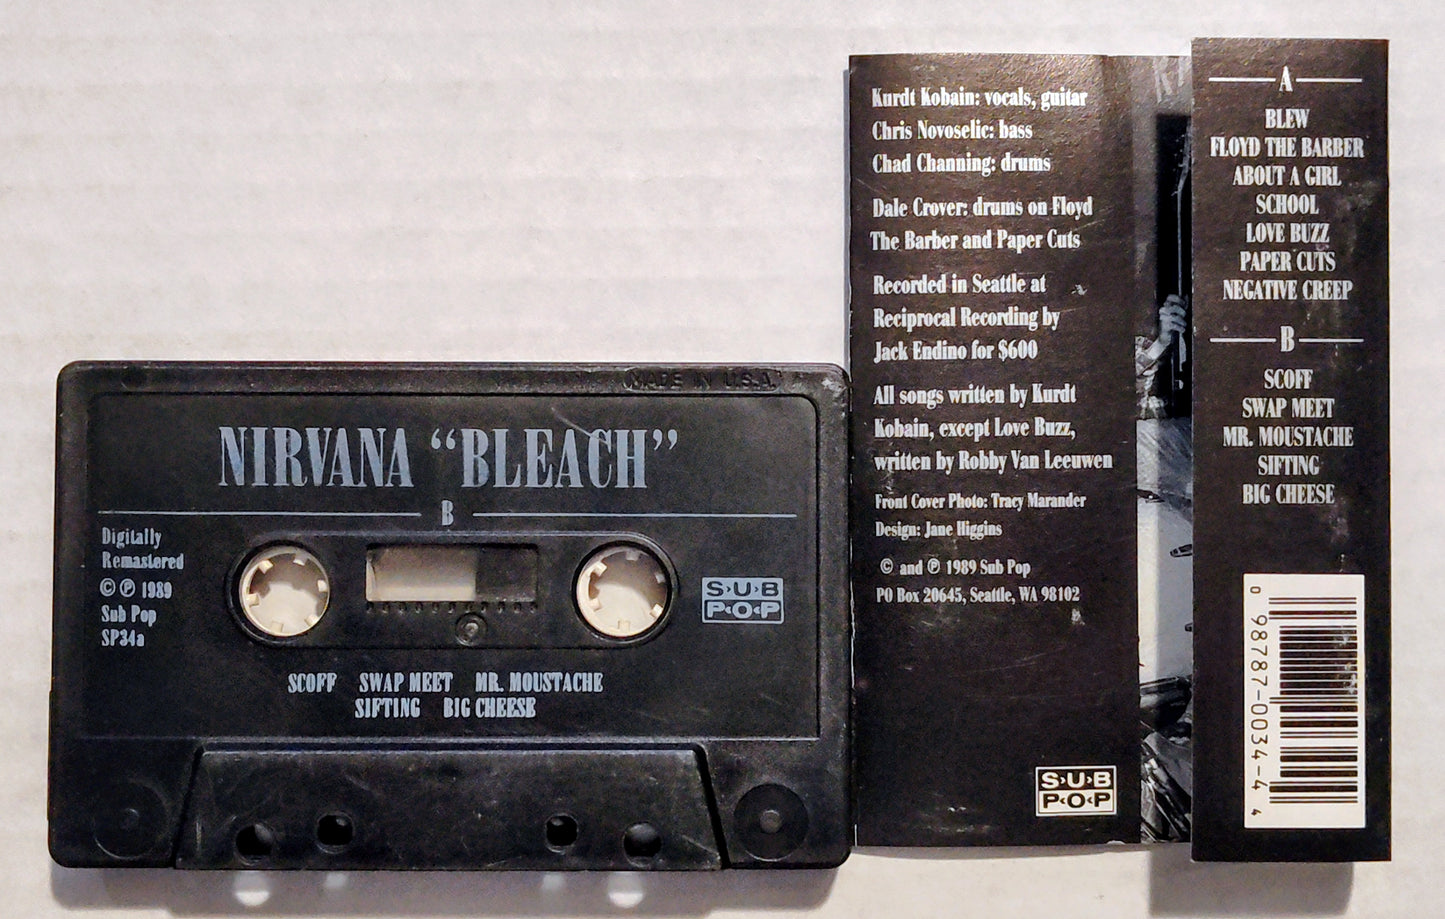 MADE IN U.S.A.
NIRVANA “BLEACH”
B
Digitally
Remastered
© ℗ 1989
Sub Pop
SP34a
SUB
POP
SCOFF SWAP MEET MR. MOUSTACHE
SIFTING BIG CHEESE
Kurdt Kobain: vocals, guitar
Chris Novoselic: bass
Chad Channing: drums
Dale Crover: drums on Floyd
The Barber and Paper Cuts
Recorded in Seattle at
Reciprocal Recording by
Jack Endino for $600
All songs written by Kurdt
Kobain, except Love Buzz,
written by Robby Van Leeuwen
Front Cover Photo: Tracy Marander
Design: Jane Higgins
© and ℗ 1989 Sub Pop
PO Box 20645, Seattle, WA 98102
SUB
POP
A
BLEW
FLOYD THE BARBER
ABOUT A GIRL
SCHOOL
LOVE BUZZ
PAPER CUTS
NEGATIVE CREEP
B
SCOFF
SWAP MEET
MR. MOUSTACHE
SIFTING
BIG CHEESE
0 98787-0034-4 4